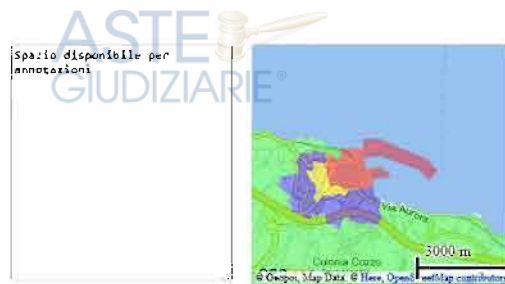 ASTE
GIUDIZIARIE®
Spazio disponibile per
annotazioni
Via Aurora
Colonia Cozzo
3000 m
© Geopoi, Map Data © Here, OpenStreetMap contributors